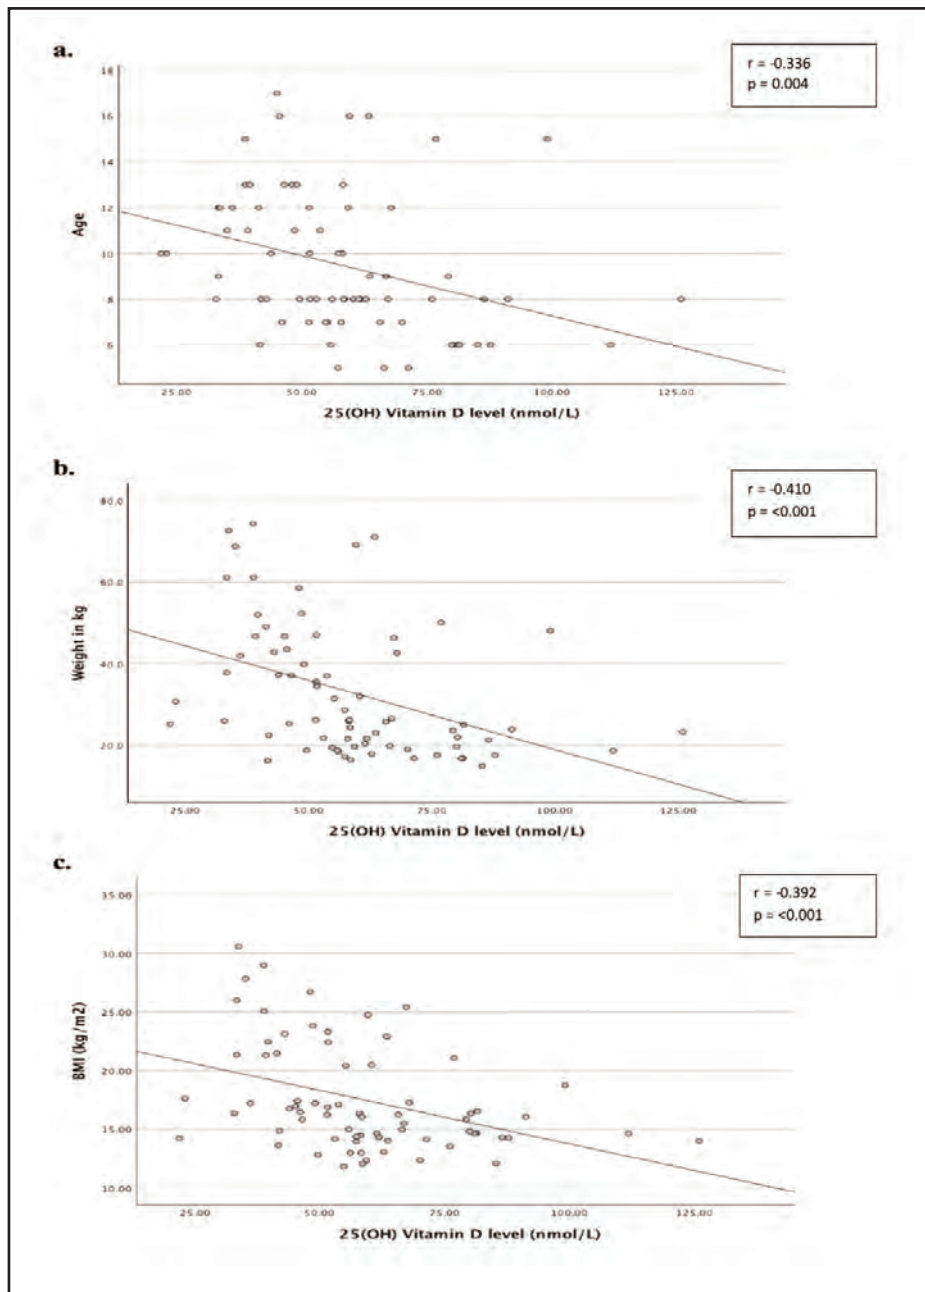 a.
r = -0.336
p = 0.004
18
16
14
12
10
8
6
Age
25.00 50.00 75.00 100.00 125.00
25(OH) Vitamin D level (nmol/L)
b.
r = -0.410
p = <0.001
80.0
60.0
40.0
20.0
Weight in kg
25.00 50.00 75.00 100.00 125.00
25(OH) Vitamin D level (nmol/L)
c.
r = -0.392
p = <0.001
35.00
30.00
25.00
20.00
15.00
10.00
BMI (kg/m2)
25.00 50.00 75.00 100.00 125.00
25(OH) Vitamin D level (nmol/L)